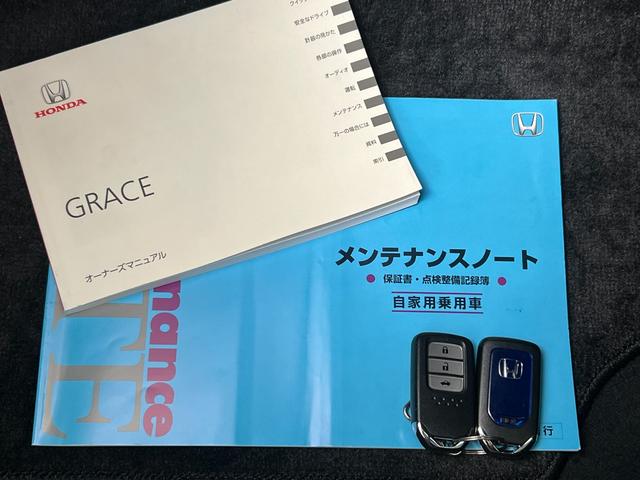 安全なドライブ
計器の見かた
各部の操作
オーディオ
運転
メンテナンス
万一の場合には
資料
索引
HONDA
GRACE
オーナーズマニュアル
メンテナンスノート
保証書・点検整備記録簿
自家用乗用車
nance
TE
行